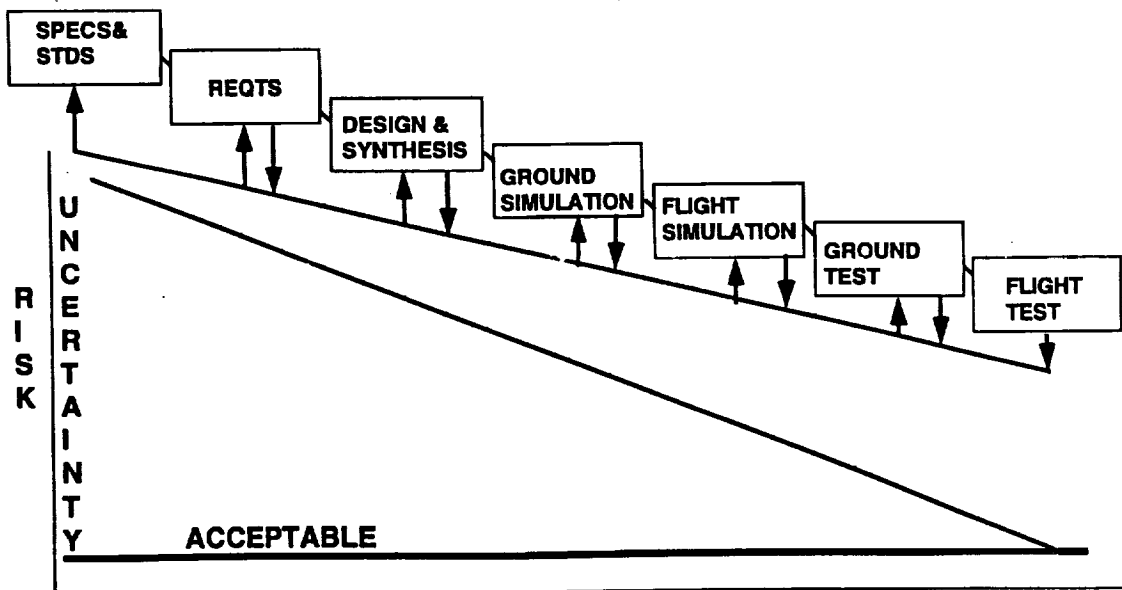 SPECS&
STDS
REQTS
DESIGN &
SYNTHESIS
GROUND
SIMULATION
FLIGHT
SIMULATION
GROUND
TEST
FLIGHT
TEST
RISK
UNCERTAINTY
ACCEPTABLE